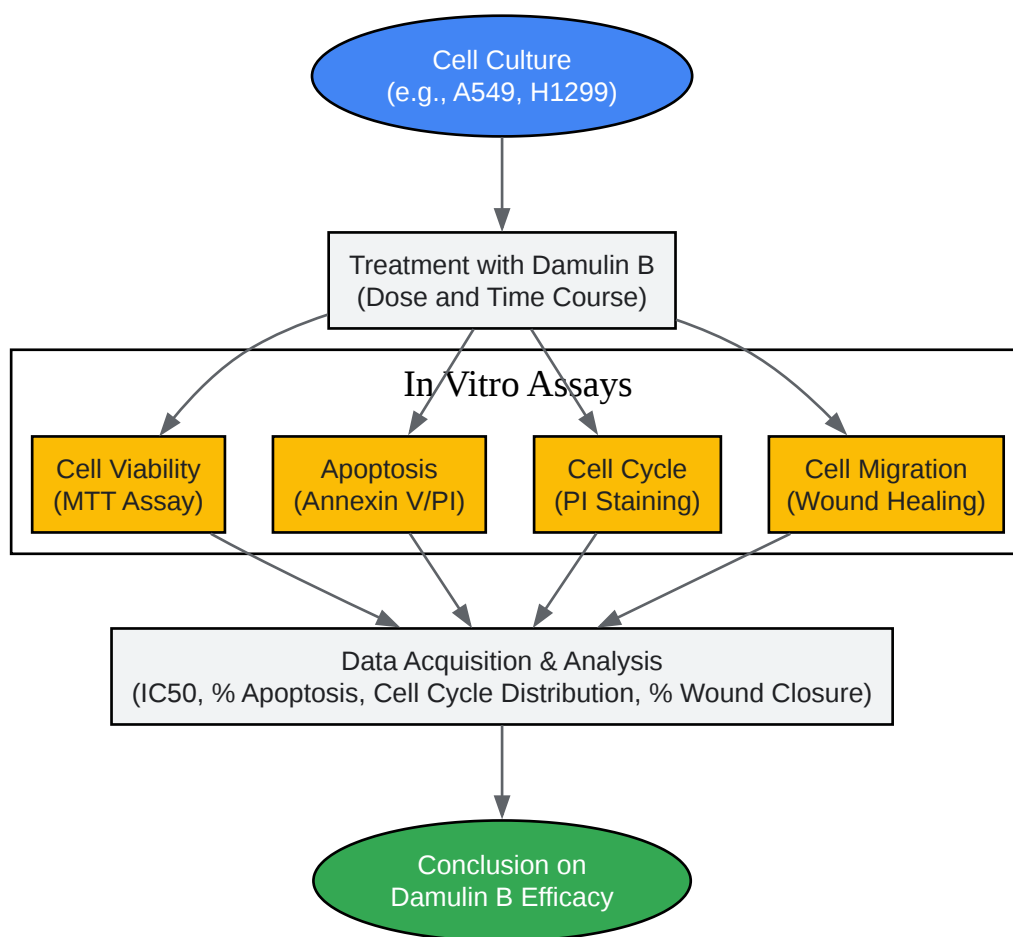 Cell Culture
(e.g., A549, H1299)
Treatment with Damulin B
(Dose and Time Course)
In Vitro Assays
Cell Viability
(MTT Assay)
Apoptosis
(Annexin V/PI)
Cell Cycle
(PI Staining)
Cell Migration
(Wound Healing)
Data Acquisition & Analysis
(IC50, % Apoptosis, Cell Cycle Distribution, % Wound Closure)
Conclusion on
Damulin B Efficacy